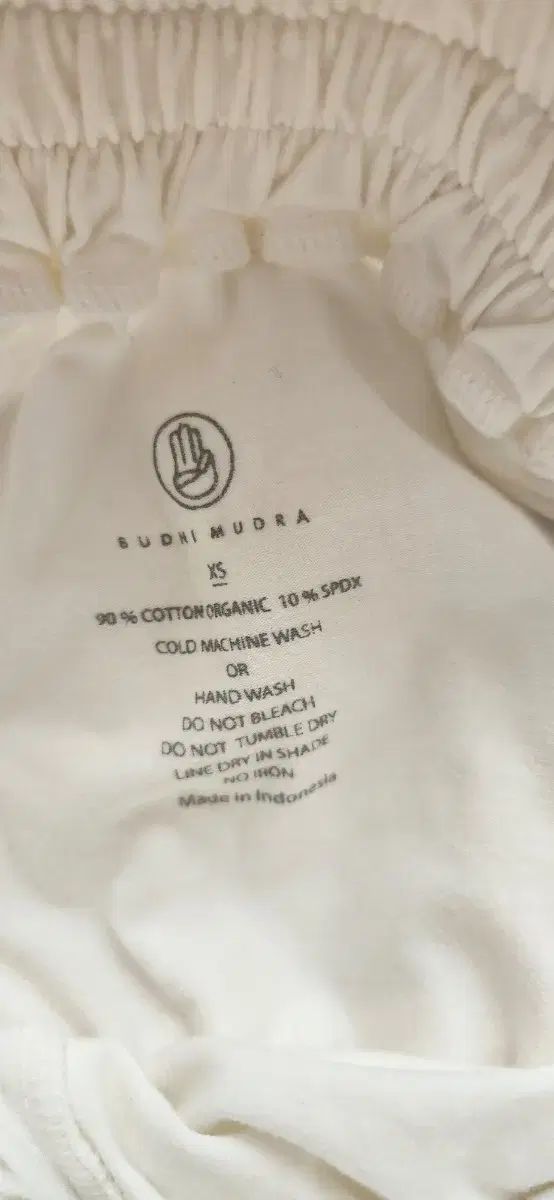 BUDHI MUDRA
XS
90 % COTTON ORGANIC 10 % SPDX
COLD MACHINE WASH
OR
HAND WASH
DO NOT BLEACH
DO NOT TUMBLE DRY
LINE DRY IN SHADE
NO IRON
Made in Indonesia